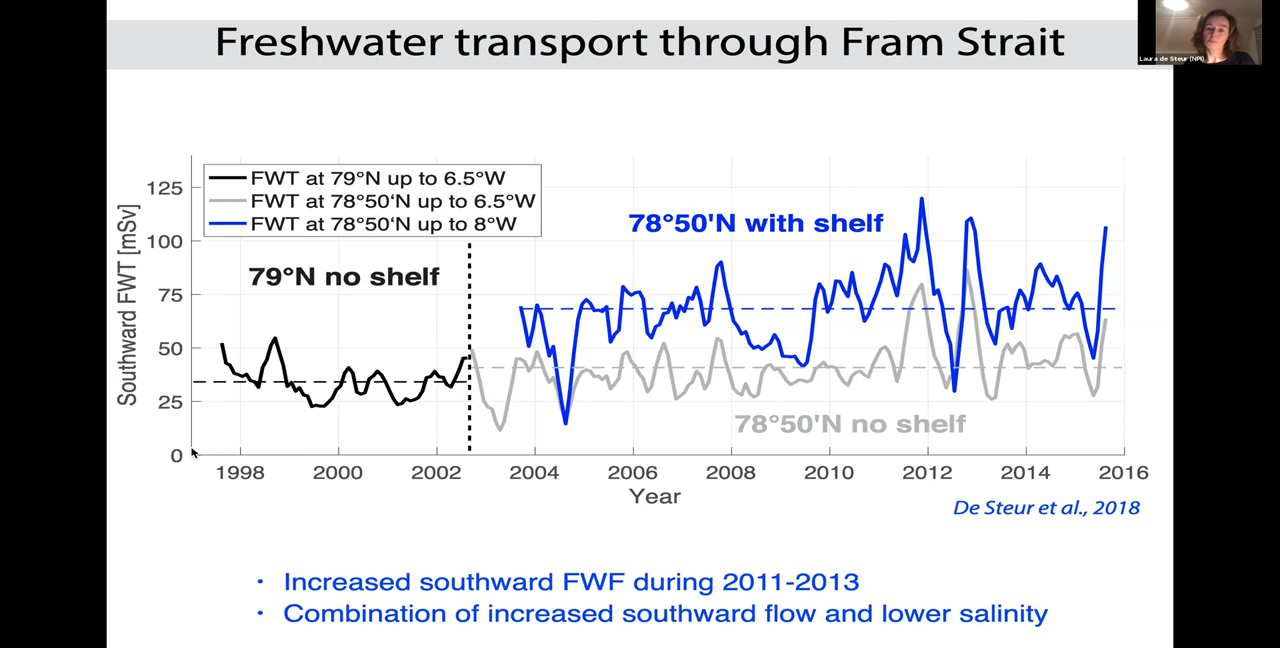 Freshwater transport through Fram Strait
Laura de Steur (NPI)
FWT at 79°N up to 6.5°W
FWT at 78°50‘N up to 6.5°W
FWT at 78°50‘N up to 8°W
79°N no shelf
78°50'N with shelf
78°50'N no shelf
Southward FWT [mSv]
125
100
75
50
25
0
1998 2000 2002 2004 2006 2008 2010 2012 2014 2016
Year
De Steur et al., 2018
· Increased southward FWF during 2011-2013
· Combination of increased southward flow and lower salinity